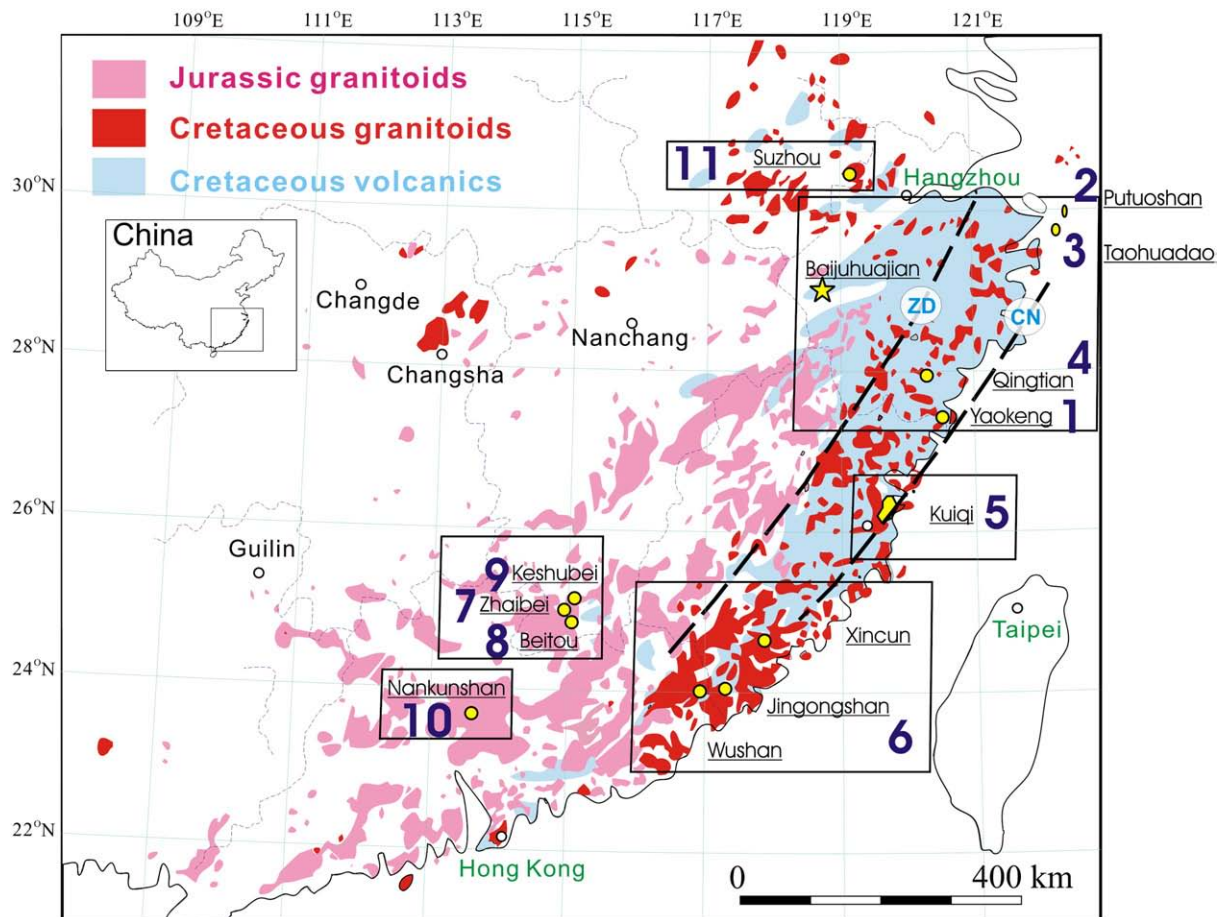 109°E 111°E 113°E 115°E 117°E 119°E 121°E
Jurassic granitoids
Cretaceous granitoids
Cretaceous volcanics
30°N
28°N
26°N
24°N
22°N
China
11
Suzhou
Hangzhou
2
Putuoshan
3
Taohuadao
Baijuhuajian
ZD
CN
Changde
Nanchang
Changsha
4
Qingtian
Yaokeng
1
Kuiqi
5
Guilin
9
Keshubei
7
Zhaibei
8
Beitou
Xincun
Taipei
Nankunshan
10
Jingongshan
Wushan
6
Hong Kong
0 400 km